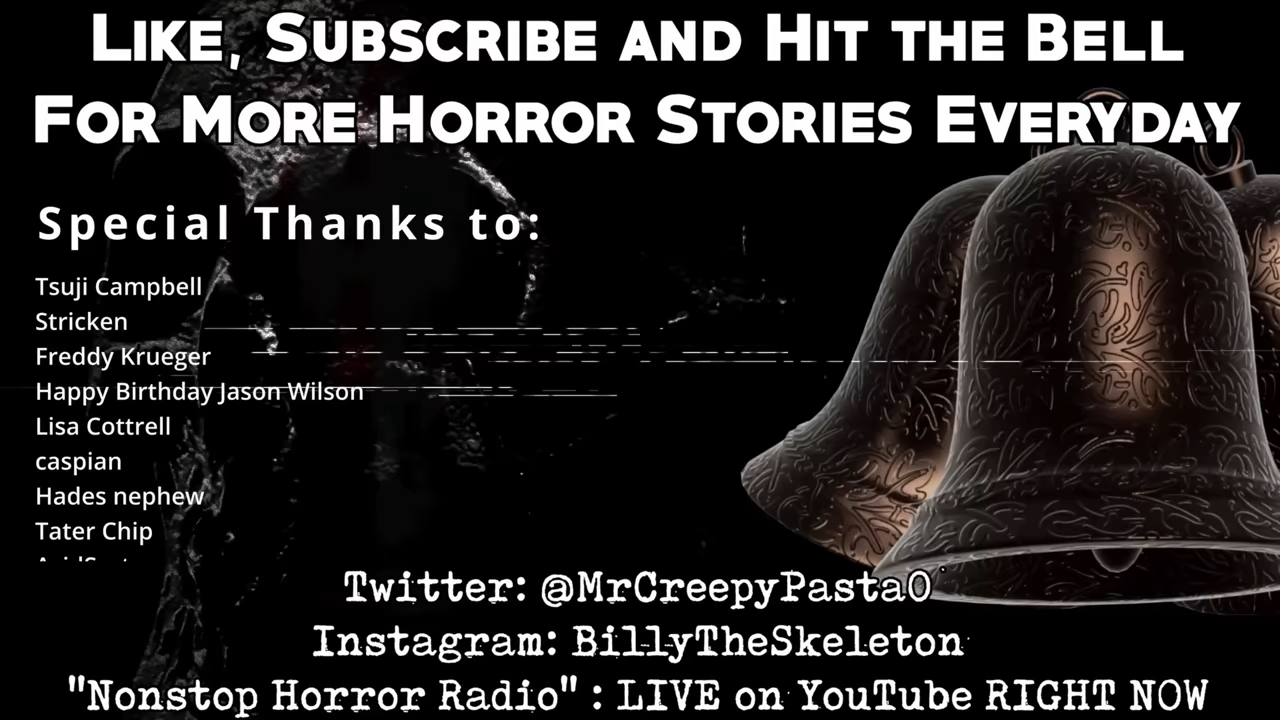 Like, Subscribe and Hit the Bell
For More Horror Stories Everyday
Special Thanks to:
Tsuji Campbell
Stricken
Freddy Krueger
Happy Birthday Jason Wilson
Lisa Cottrell
caspian
Hades nephew
Tater Chip
Twitter: @MrCreepyPasta0
Instagram: BillyTheSkeleton
"Nonstop Horror Radio" : LIVE on YouTube RIGHT NOW